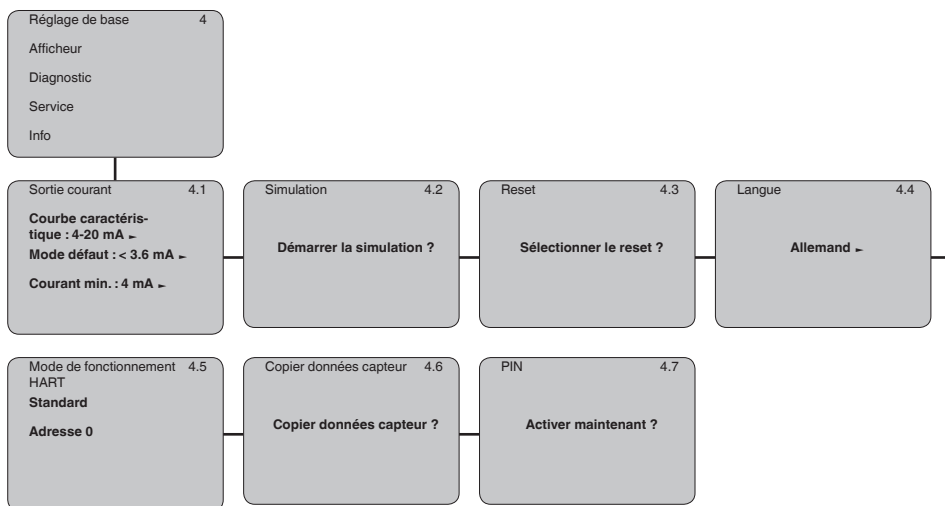 Réglage de base 4
Afficheur
Diagnostic
Service
Info
Sortie courant 4.1
Courbe caractéris-
tique : 4-20 mA ►
Mode défaut : < 3.6 mA ►
Courant min. : 4 mA ►
Simulation 4.2
Démarrer la simulation ?
Reset 4.3
Sélectionner le reset ?
Langue 4.4
Allemand ►
Mode de fonctionnement 4.5
HART
Standard
Adresse 0
Copier données capteur 4.6
Copier données capteur ?
PIN 4.7
Activer maintenant ?